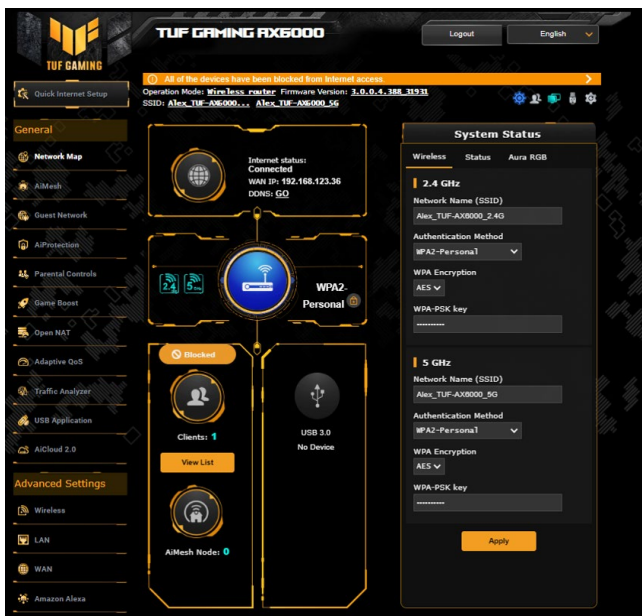 TUF GAMING
TUF GAMING AX6000
Logout
English
Quick Internet Setup
All of the devices have been blocked from Internet access.
Operation Mode: Wireless router Firmware Version: 3.0.0.4.388_31931
SSID: Alex_TUF-AX6000... Alex_TUF-AX6000_5G
General
Network Map
AiMesh
Guest Network
AiProtection
Parental Controls
Game Boost
Open NAT
Adaptive QoS
Traffic Analyzer
USB Application
AiCloud 2.0
Advanced Settings
Wireless
LAN
WAN
Amazon Alexa
Internet status:
Connected
WAN IP: 192.168.123.36
DDNS: GO
2.4
5
WPA2-
Personal
Blocked
Clients: 1
View List
AiMesh Node: 0
USB 3.0
No Device
System Status
Wireless Status Aura RGB
2.4 GHz
Network Name (SSID)
Alex_TUF-AX6000_2.4G
Authentication Method
WPA2-Personal
WPA Encryption
AES
WPA-PSK key
----------
5 GHz
Network Name (SSID)
Alex_TUF-AX6000_5G
Authentication Method
WPA2-Personal
WPA Encryption
AES
WPA-PSK key
----------
Apply